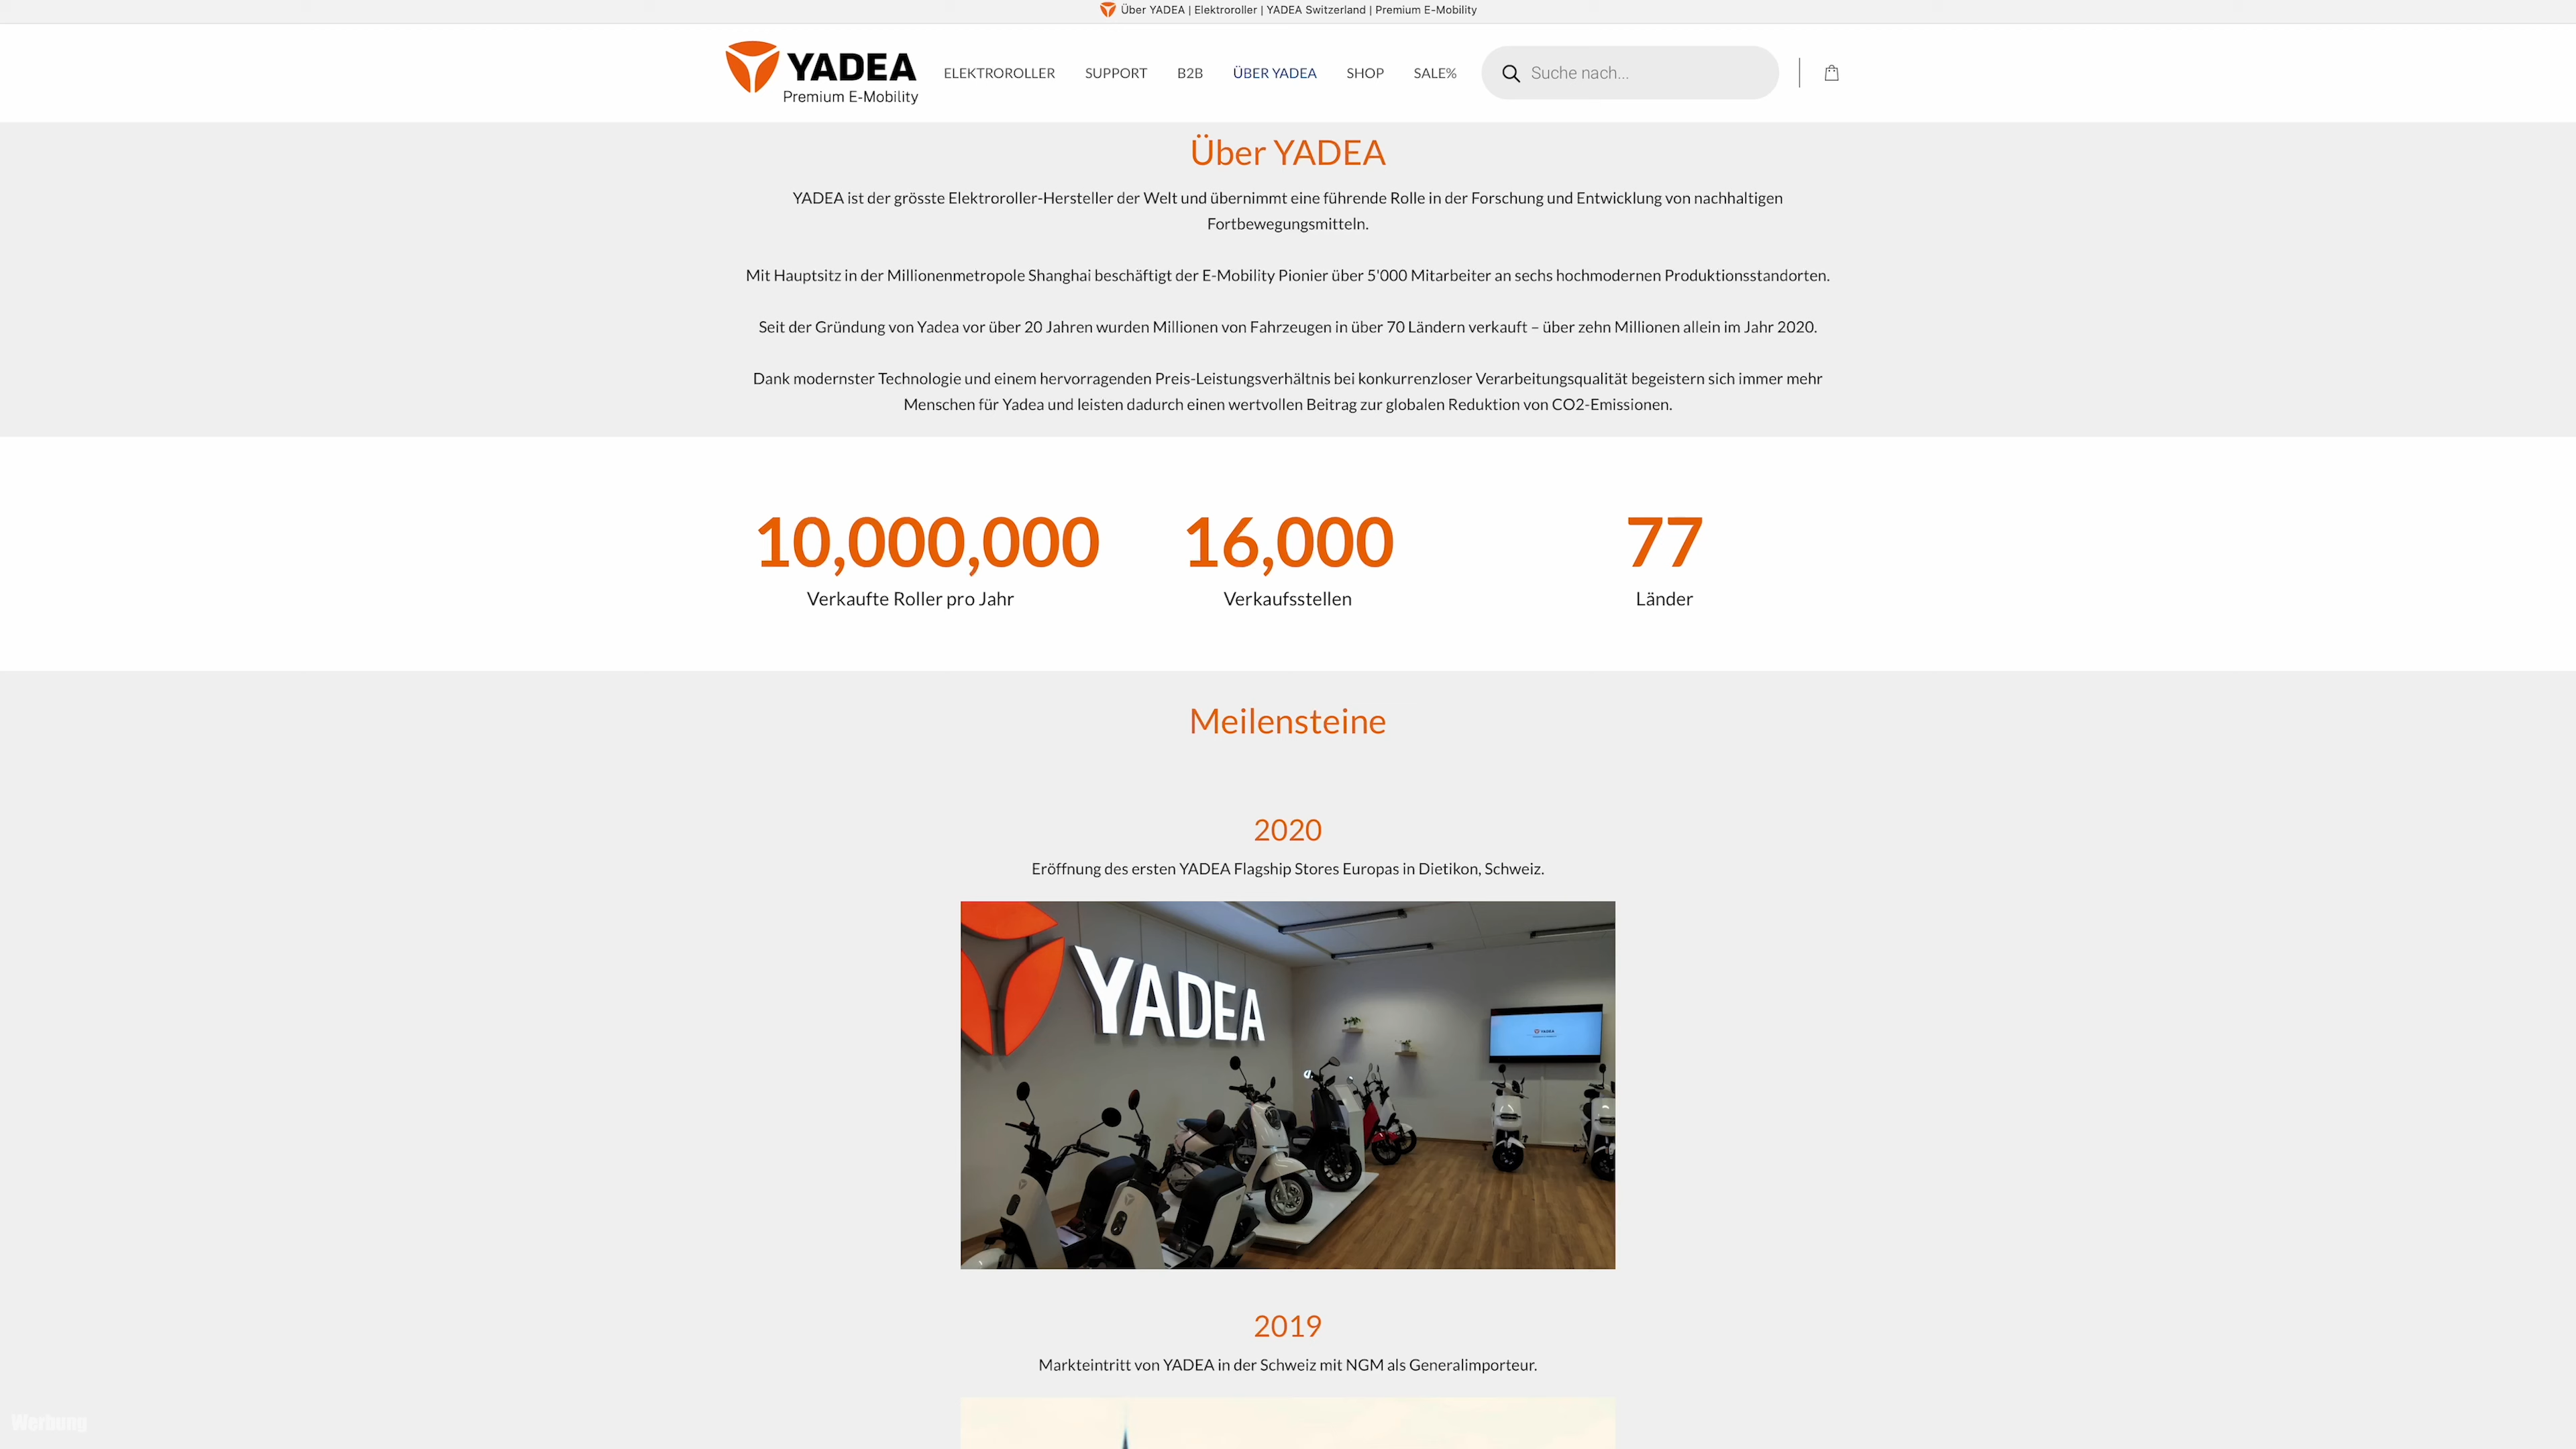 Über YADEA | Elektroroller | YADEA Switzerland | Premium E-Mobility
YADEA
Premium E-Mobility
ELEKTROROLLER SUPPORT B2B ÜBER YADEA SHOP SALE% Suche nach...
Über YADEA
YADEA ist der grösste Elektroroller-Hersteller der Welt und übernimmt eine führende Rolle in der Forschung und Entwicklung von nachhaltigen
Fortbewegungsmitteln.
Mit Hauptsitz in der Millionenmetropole Shanghai beschäftigt der E-Mobility Pionier über 5'000 Mitarbeiter an sechs hochmodernen Produktionsstandorten.
Seit der Gründung von Yadea vor über 20 Jahren wurden Millionen von Fahrzeugen in über 70 Ländern verkauft – über zehn Millionen allein im Jahr 2020.
Dank modernster Technologie und einem hervorragenden Preis-Leistungsverhältnis bei konkurrenzloser Verarbeitungsqualität begeistern sich immer mehr
Menschen für Yadea und leisten dadurch einen wertvollen Beitrag zur globalen Reduktion von CO2-Emissionen.
10,000,000 16,000 77
Verkaufte Roller pro Jahr Verkaufsstellen Länder
Meilensteine
2020
Eröffnung des ersten YADEA Flagship Stores Europas in Dietikon, Schweiz.
YADEA
2019
Markteintritt von YADEA in der Schweiz mit NGM als Generalimporteur.
Werbung